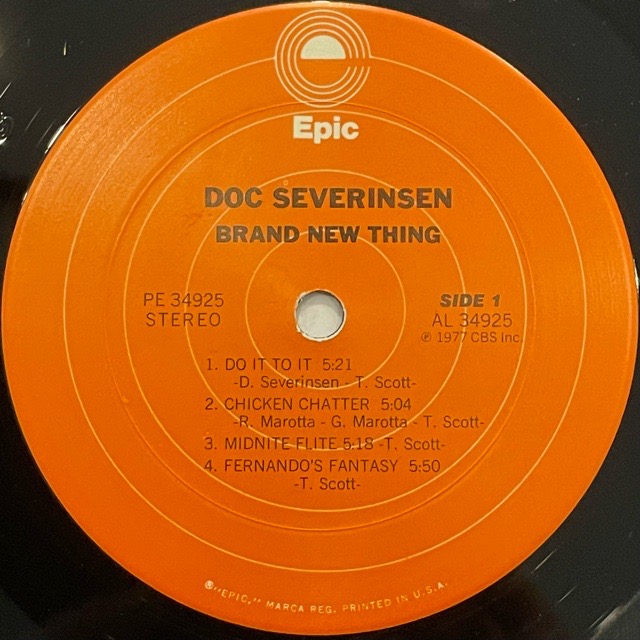 Epic
DOC SEVERINSEN
BRAND NEW THING
PE 34925
STEREO
SIDE 1
AL 34925
℗ 1977 CBS Inc.
1. DO IT TO IT 5:21
-D. Severinsen - T. Scott-
2. CHICKEN CHATTER 5:04
-R. Marotta - G. Marotta - T. Scott-
3. MIDNITE FLITE 5:18 -T. Scott-
4. FERNANDO'S FANTASY 5:50
-T. Scott-
®"EPIC," MARCA REG. PRINTED IN U.S.A.